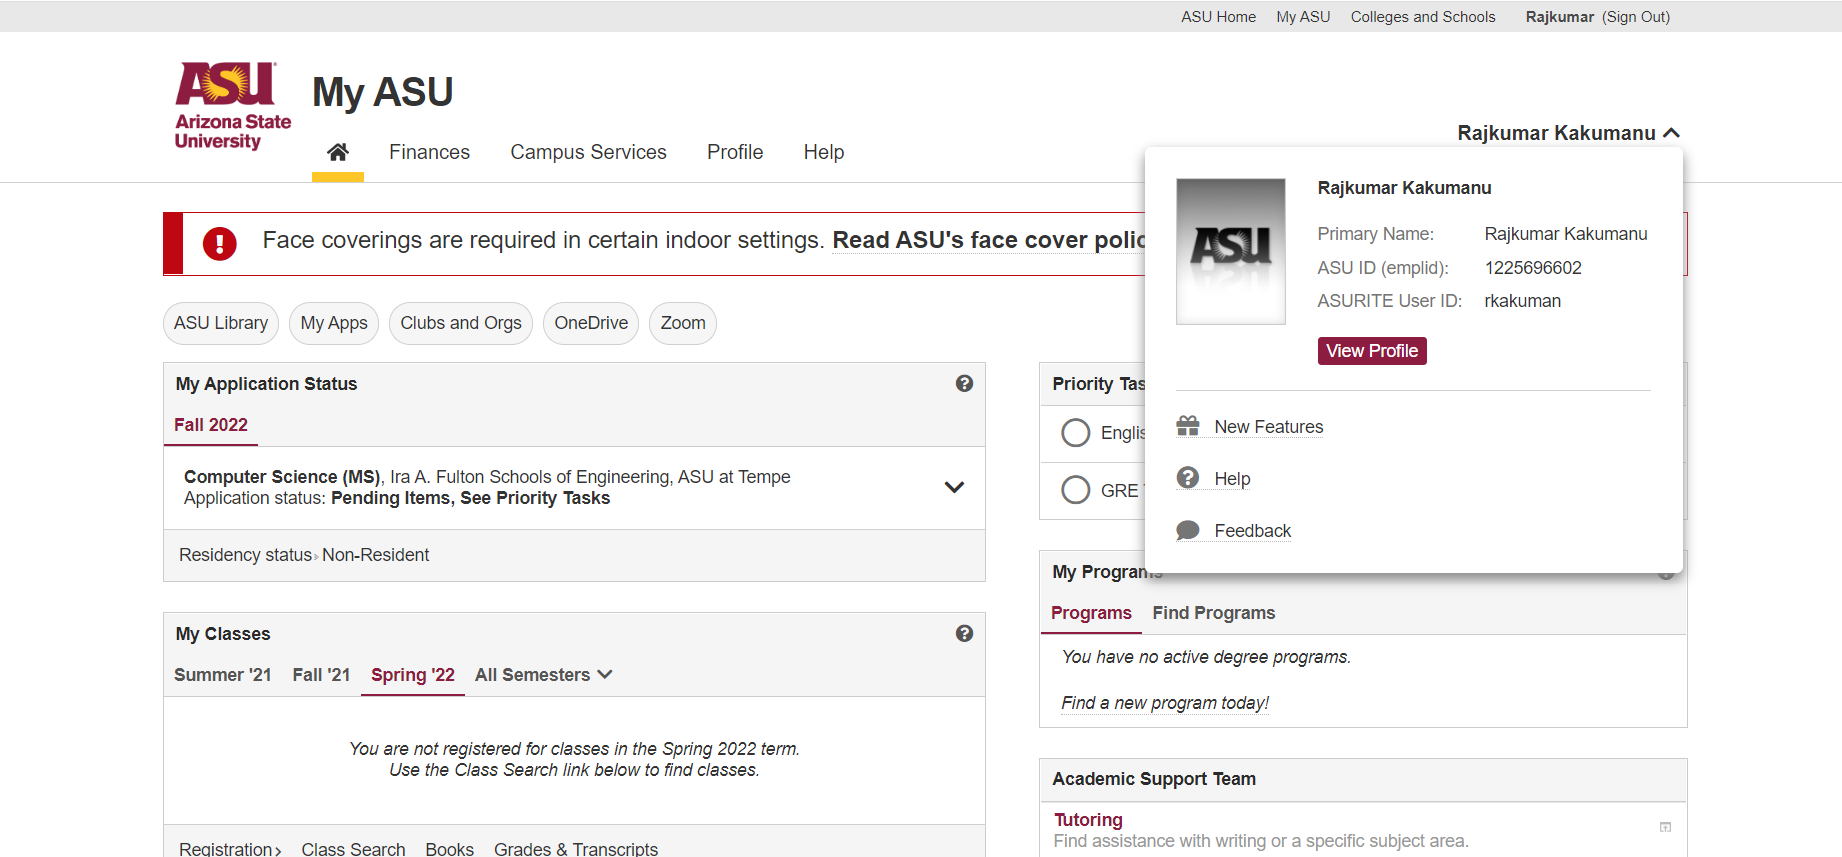 ASU Home My ASU Colleges and Schools Rajkumar (Sign Out)
ASU
Arizona State
University
My ASU
Finances Campus Services Profile Help
Rajkumar Kakumanu
Face coverings are required in certain indoor settings. Read ASU's face cover
ASU Library My Apps Clubs and Orgs OneDrive Zoom
My Application Status
Fall 2022
Computer Science (MS), Ira A. Fulton Schools of Engineering, ASU at Tempe
Application status: Pending Items, See Priority Tasks
Residency status Non-Resident
My Classes
Summer '21 Fall '21 Spring '22 All Semesters
You are not registered for classes in the Spring 2022 term.
Use the Class Search link below to find classes.
Registration Class Search Books Grades & Transcripts
ASU
Rajkumar Kakumanu
Primary Name: Rajkumar Kakumanu
ASU ID (emplid): 1225696602
ASURITE User ID: rkakuman
View Profile
New Features
Help
Feedback
Priority
GRE
My Programs
Programs Find Programs
You have no active degree programs.
Find a new program today!
Academic Support Team
Tutoring
Find assistance with writing or a specific subject area.